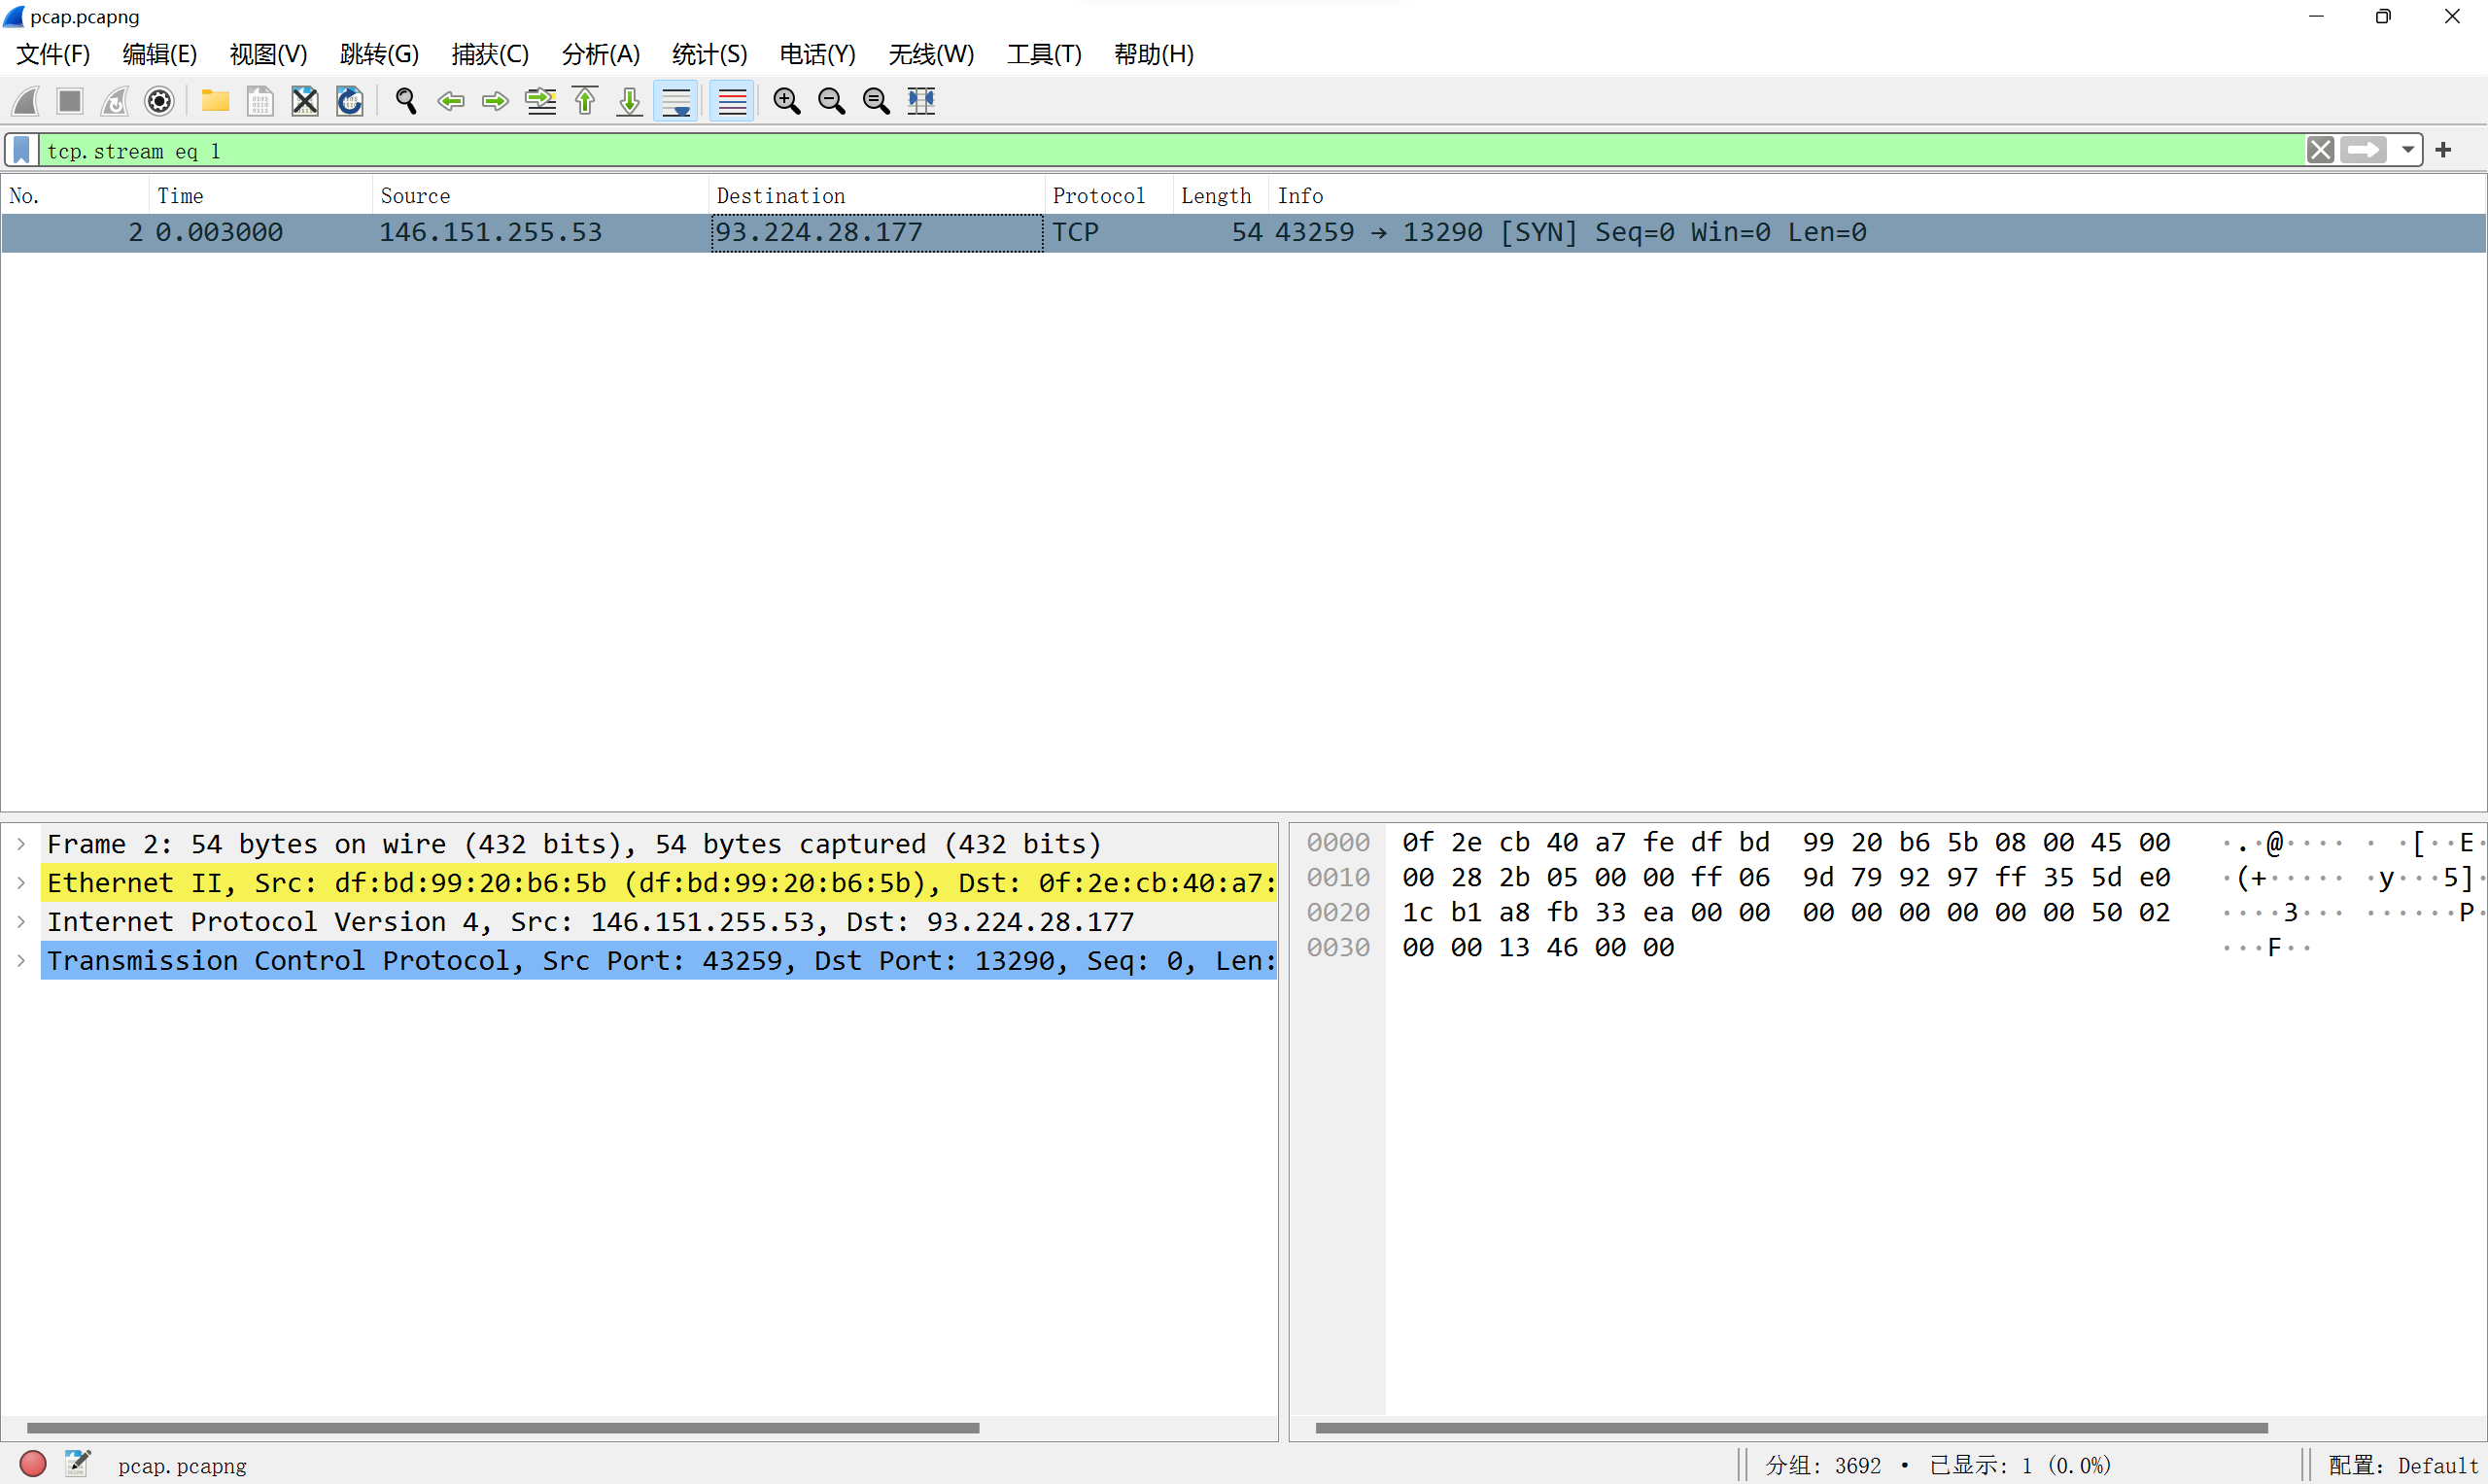 pcap.pcapng
文件(F) 编辑(E) 视图(V) 跳转(G) 捕获(C) 分析(A) 统计(S) 电话(Y) 无线(W) 工具(T) 帮助(H)
tcp.stream eq 1
No. Time Source Destination Protocol Length Info
2 0.003000 146.151.255.53 93.224.28.177 TCP 54 43259 → 13290 [SYN] Seq=0 Win=0 Len=0
Frame 2: 54 bytes on wire (432 bits), 54 bytes captured (432 bits)
Ethernet II, Src: df:bd:99:20:b6:5b (df:bd:99:20:b6:5b), Dst: 0f:2e:cb:40:a7:
Internet Protocol Version 4, Src: 146.151.255.53, Dst: 93.224.28.177
Transmission Control Protocol, Src Port: 43259, Dst Port: 13290, Seq: 0, Len:
0000 0f 2e cb 40 a7 fe df bd 99 20 b6 5b 08 00 45 00 ·.·@···· · ·[··E·
0010 00 28 2b 05 00 00 ff 06 9d 79 92 97 ff 35 5d e0 ·(+····· ·y···5]·
0020 1c b1 a8 fb 33 ea 00 00 00 00 00 00 00 00 50 02 ····3··· ······P·
0030 00 00 13 46 00 00 ···F··
pcap.pcapng 分组: 3692 · 已显示: 1 (0.0%) 配置: Default